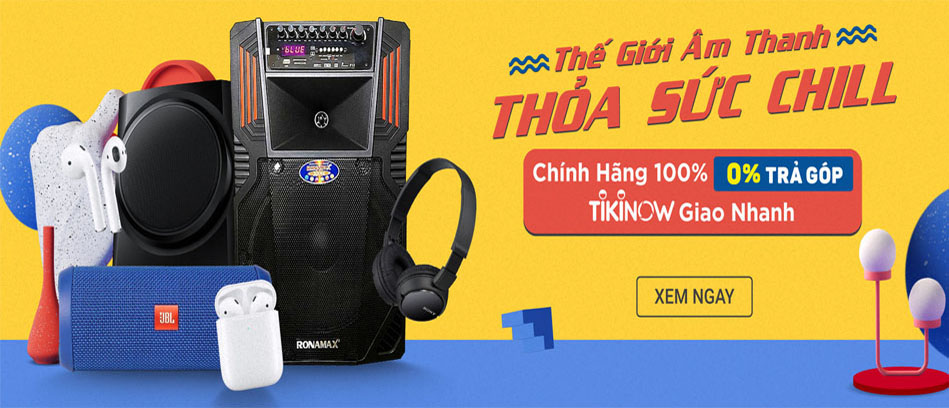 Thế Giới Âm Thanh
THỎA SỨC CHILL
Chính Hãng 100% 0% TRẢ GÓP
TIKINOW Giao Nhanh
XEM NGAY
BLUE
JBL
RONAMAX
SONY